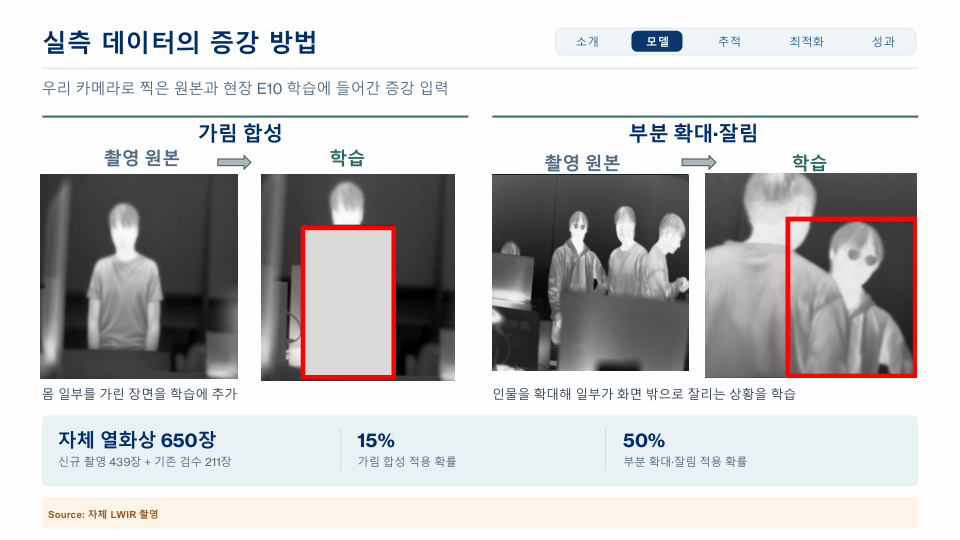 실측 데이터의 증강 방법
소개 모델 추적 최적화 성과
우리 카메라로 찍은 원본과 현장 E10 학습에 들어간 증강 입력
가림 합성
촬영 원본 학습
몸 일부를 가린 장면을 학습에 추가
부분 확대·잘림
촬영 원본 학습
인물을 확대해 일부가 화면 밖으로 잘리는 상황을 학습
자체 열화상 650장
신규 촬영 439장 + 기존 검수 211장
15%
가림 합성 적용 확률
50%
부분 확대·잘림 적용 확률
Source: 자체 LWIR 촬영